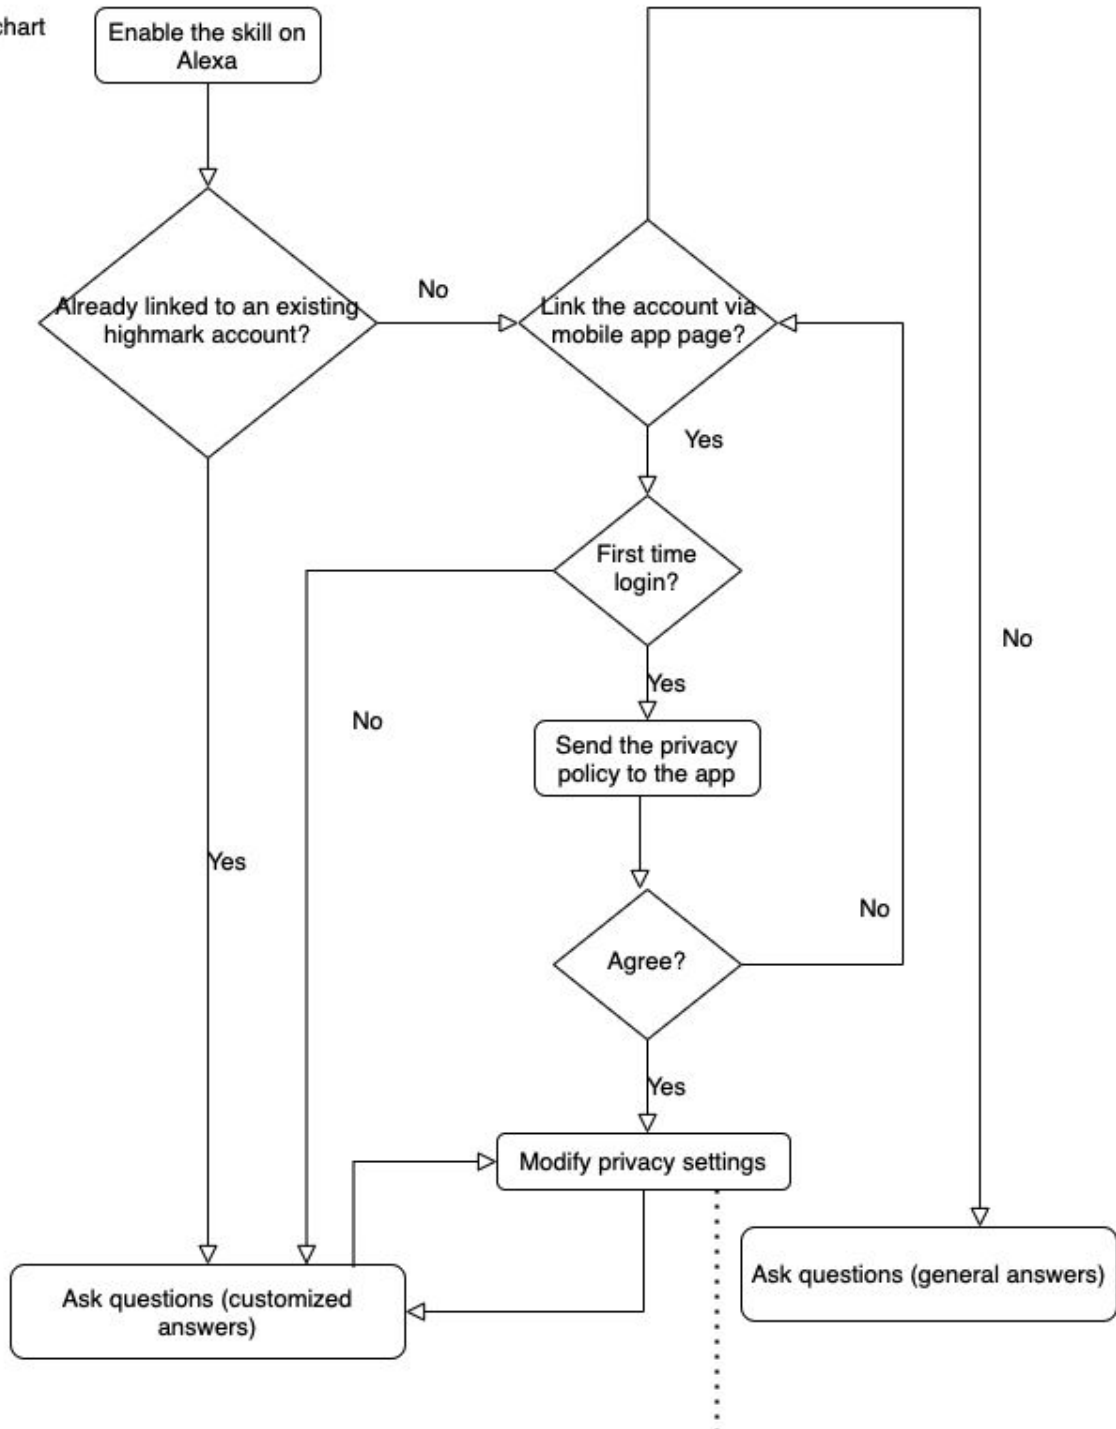 chart
Enable the skill on
Alexa
Already linked to an existing
highmark account?
No
Link the account via
mobile app page?
Yes
First time
login?
No
Yes
No
Send the privacy
policy to the app
Yes
No
Agree?
Yes
Modify privacy settings
Ask questions (general answers)
Ask questions (customized
answers)